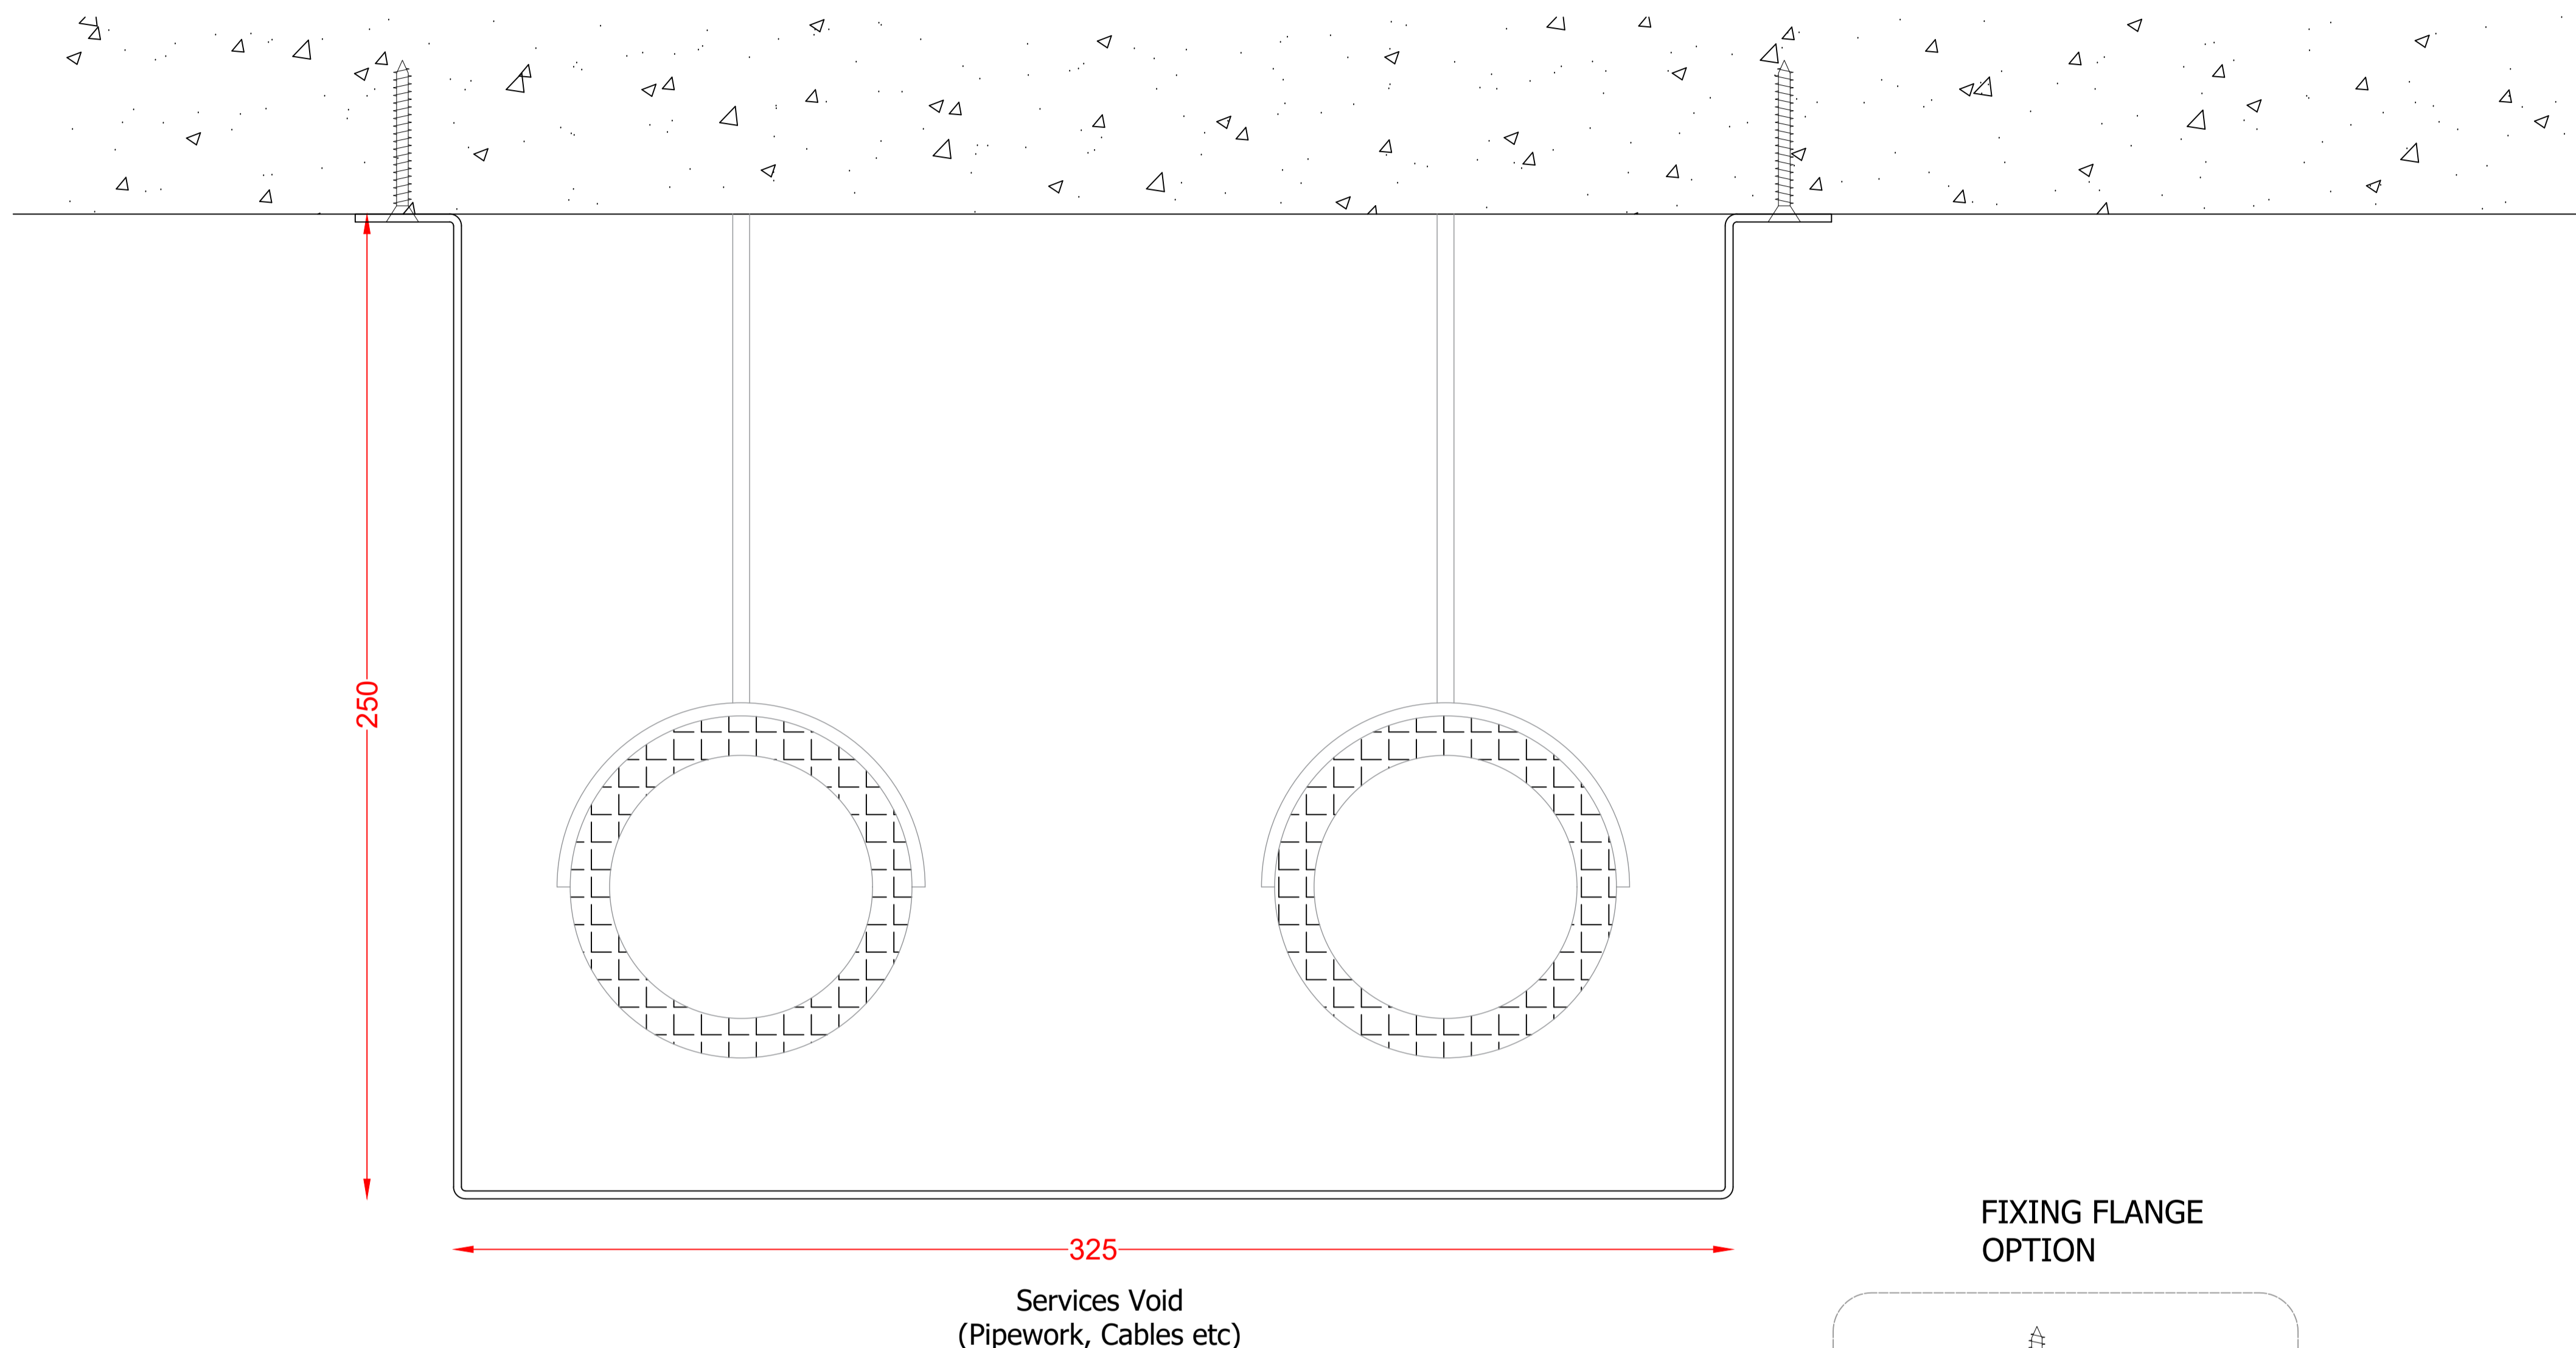 250
325
Services Void
(Pipework, Cables etc)
FIXING FLANGE
OPTION